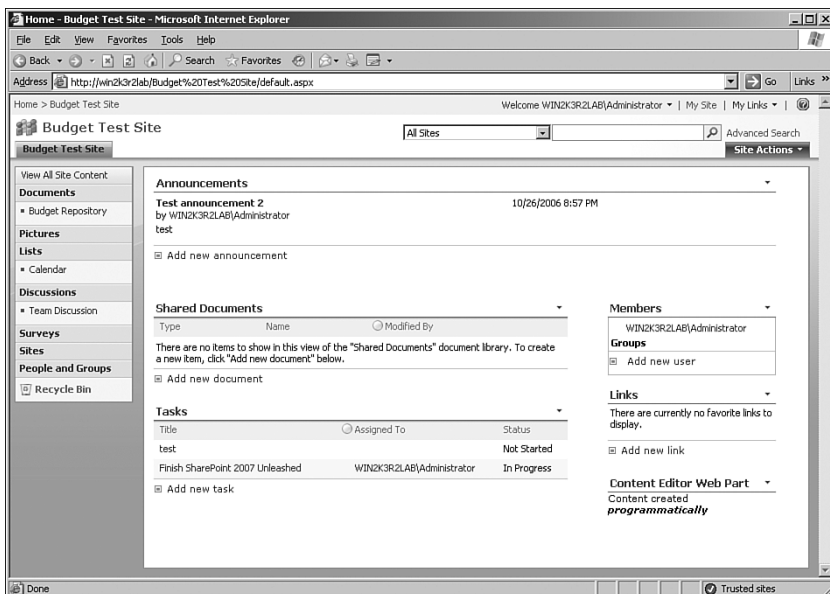 Home - Budget Test Site - Microsoft Internet Explorer
File Edit View Favorites Tools Help
Back Search Favorites
Address http://win2k3r2lab/Budget%20Test%20Site/default.aspx Go Links »
Home > Budget Test Site Welcome WIN2K3R2LAB\Administrator | My Site | My Links |
Budget Test Site All Sites Advanced Search
Budget Test Site Site Actions
View All Site Content
Documents
Budget Repository
Pictures
Lists
Calendar
Discussions
Team Discussion
Surveys
Sites
People and Groups
Recycle Bin
Announcements
Test announcement 2 10/26/2006 8:57 PM
by WIN2K3R2LAB\Administrator
test
Add new announcement
Shared Documents
Type Name Modified By
There are no items to show in this view of the "Shared Documents" document library. To create
a new item, click "Add new document" below.
Add new document
Tasks
Title Assigned To Status
test Not Started
Finish SharePoint 2007 Unleashed WIN2K3R2LAB\Administrator In Progress
Add new task
Members
WIN2K3R2LAB\Administrator
Groups
Add new user
Links
There are currently no favorite links to
display.
Add new link
Content Editor Web Part
Content created
programmatically
Done Trusted sites